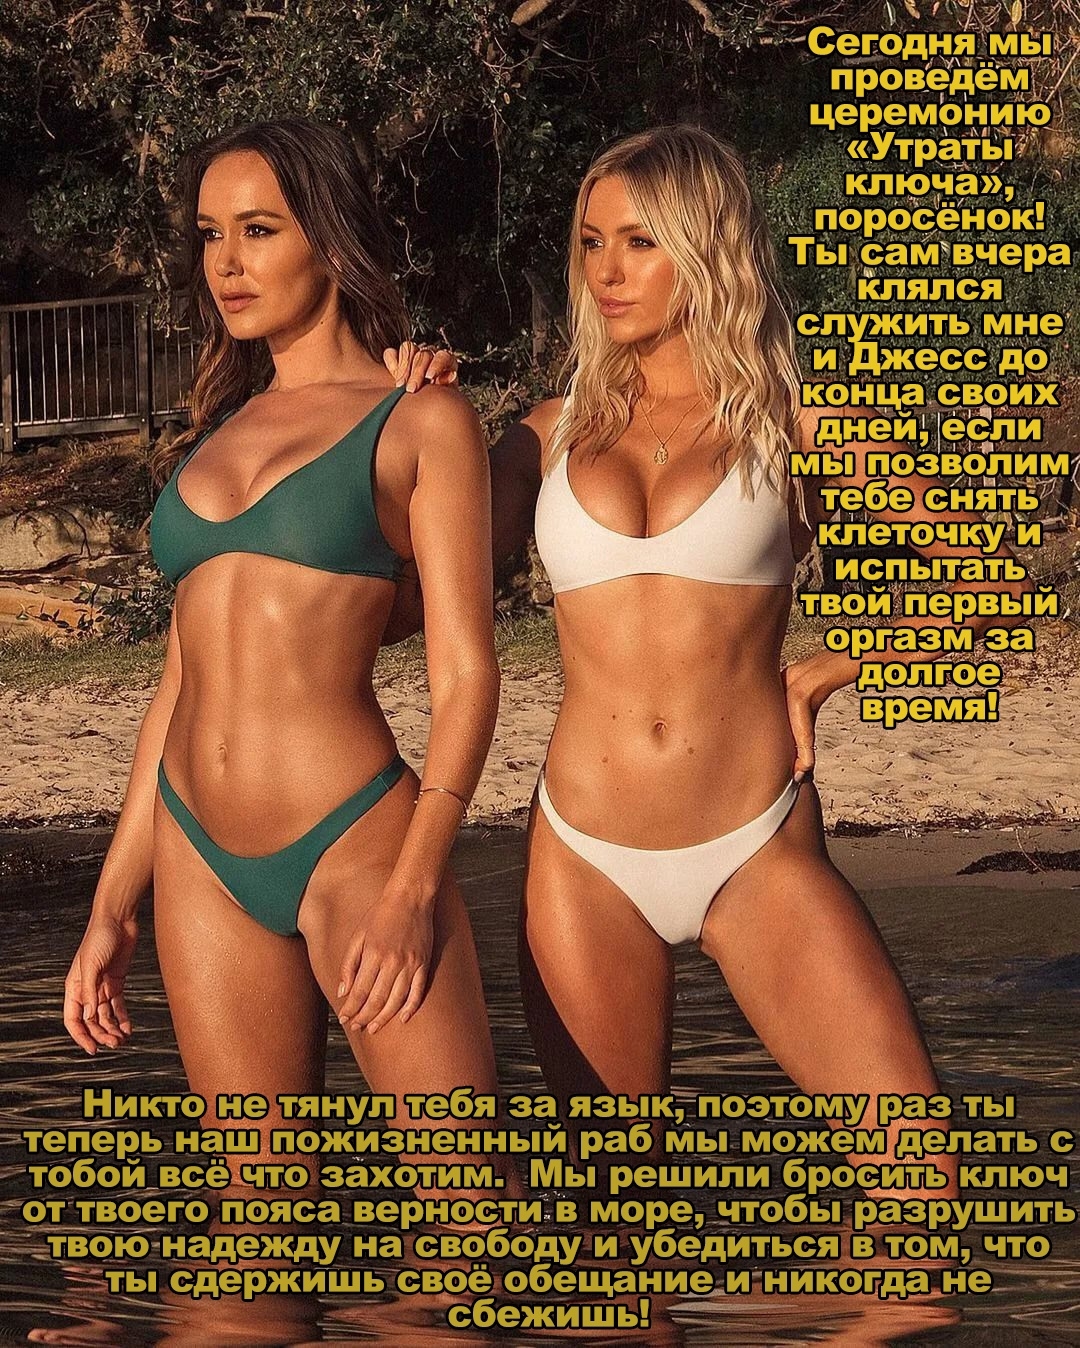 Сегодня мы
проведём
церемонию
«Утраты
ключа»,
поросёнок!
Ты сам вчера
клялся
служить мне
и Джесс до
конца своих
дней, если
мы позволим
тебе снять
клеточку и
испытать
твой первый
оргазм за
долгое
время!
Никто не тянул тебя за язык, поэтому раз ты
теперь наш пожизненный раб мы можем делать с
тобой всё что захотим. Мы решили бросить ключ
от твоего пояса верности в море, чтобы разрушить
твою надежду на свободу и убедиться в том, что
ты сдержишь своё обещание и никогда не
сбежишь!